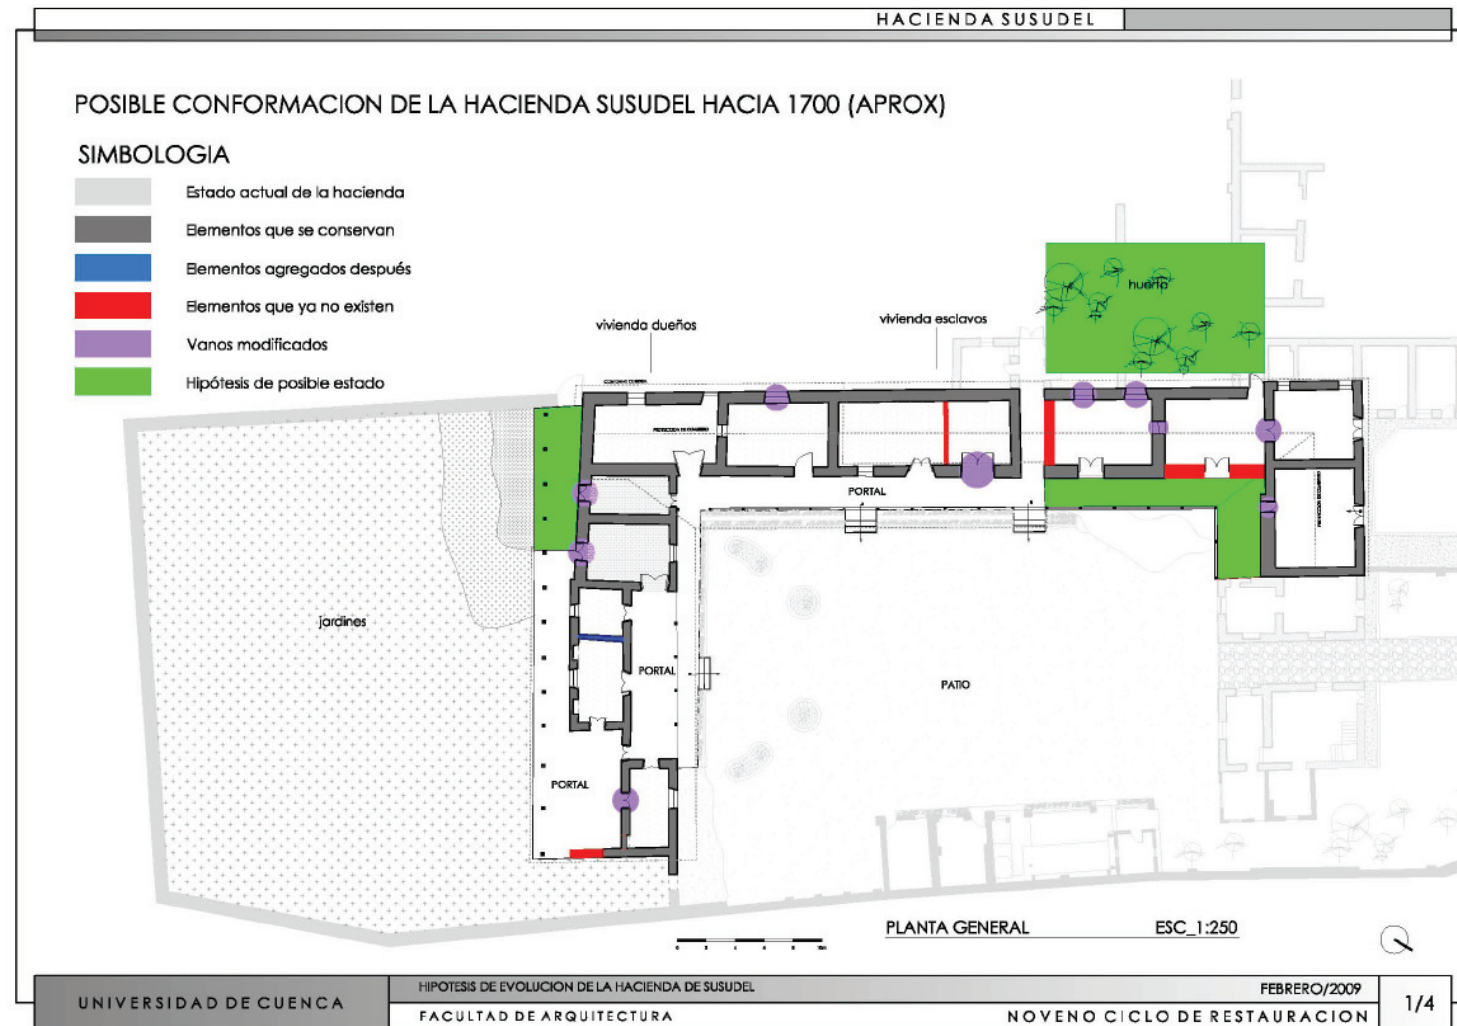 HACIENDA SUSUDEL
POSIBLE CONFORMACION DE LA HACIENDA SUSUDEL HACIA 1700 (APROX)
SIMBOLOGIA
Estado actual de la hacienda
Elementos que se conservan
Elementos agregados después
Elementos que ya no existen
Vanos modificados
Hipótesis de posible estado
huerta
vivienda dueños
vivienda esclavos
PORTAL
jardines
PORTAL
PATIO
PORTAL
PLANTA GENERAL
ESC_1:250
UNIVERSIDAD DE CUENCA
HIPOTESIS DE EVOLUCION DE LA HACIENDA DE SUSUDEL
FEBRERO/2009
FACULTAD DE ARQUITECTURA
NOVENO CICLO DE RESTAURACION
1/4